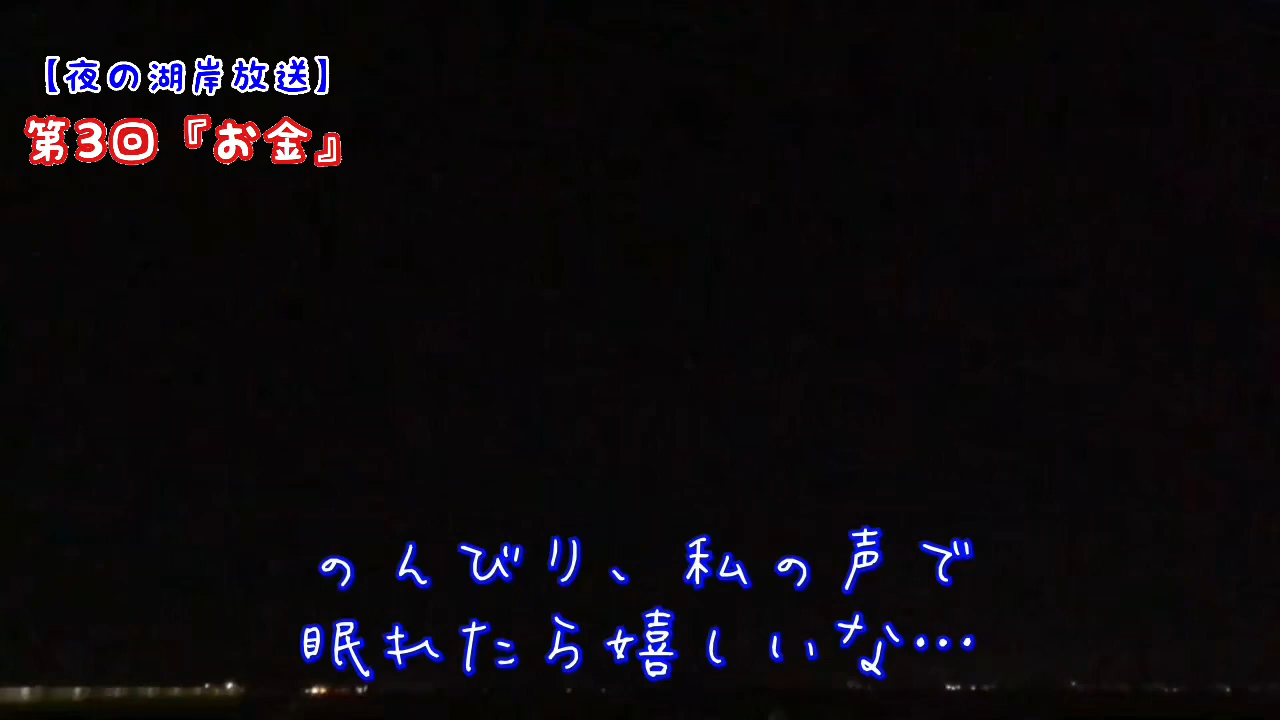 【夜の湖岸放送】
第3回『お金』
のんびり、私の声で
眠れたら嬉しいな…